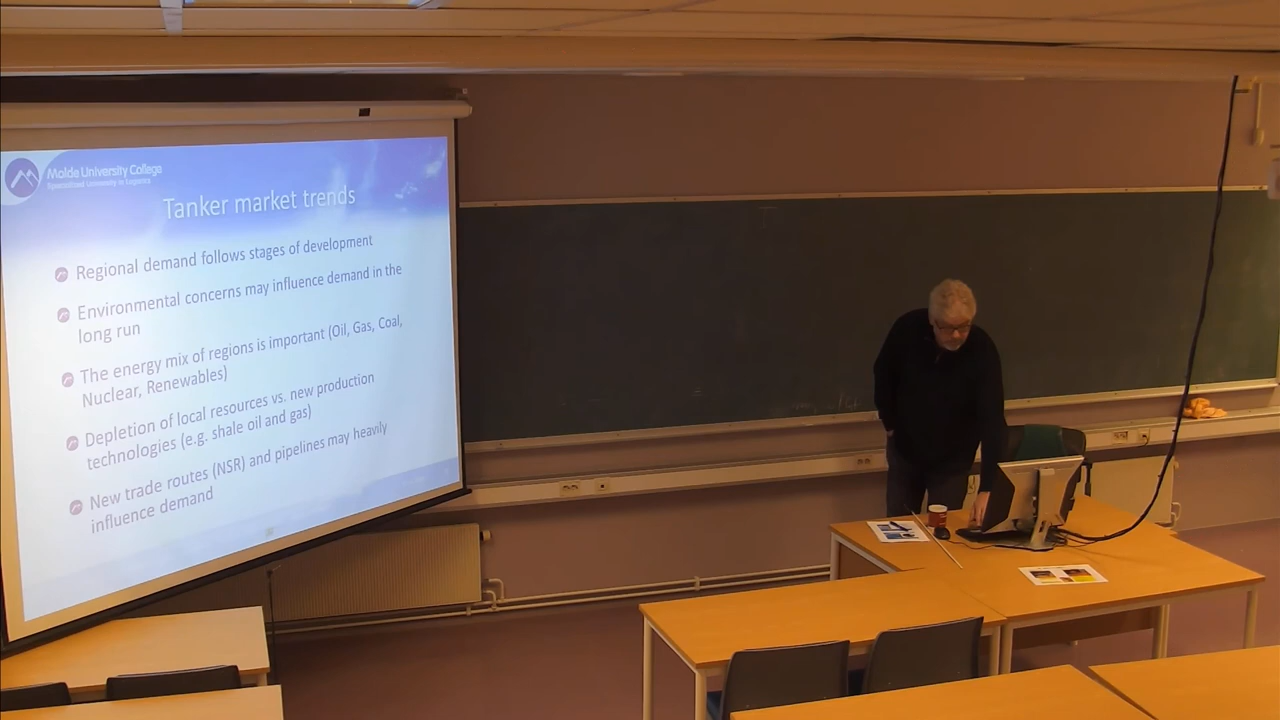 Molde University College
Specialized University in Logistics
Tanker market trends
Regional demand follows stages of development
Environmental concerns may influence demand in the
long run
The energy mix of regions is important (Oil, Gas, Coal,
Nuclear, Renewables)
Depletion of local resources vs. new production
technologies (e.g. shale oil and gas)
New trade routes (NSR) and pipelines may heavily
influence demand